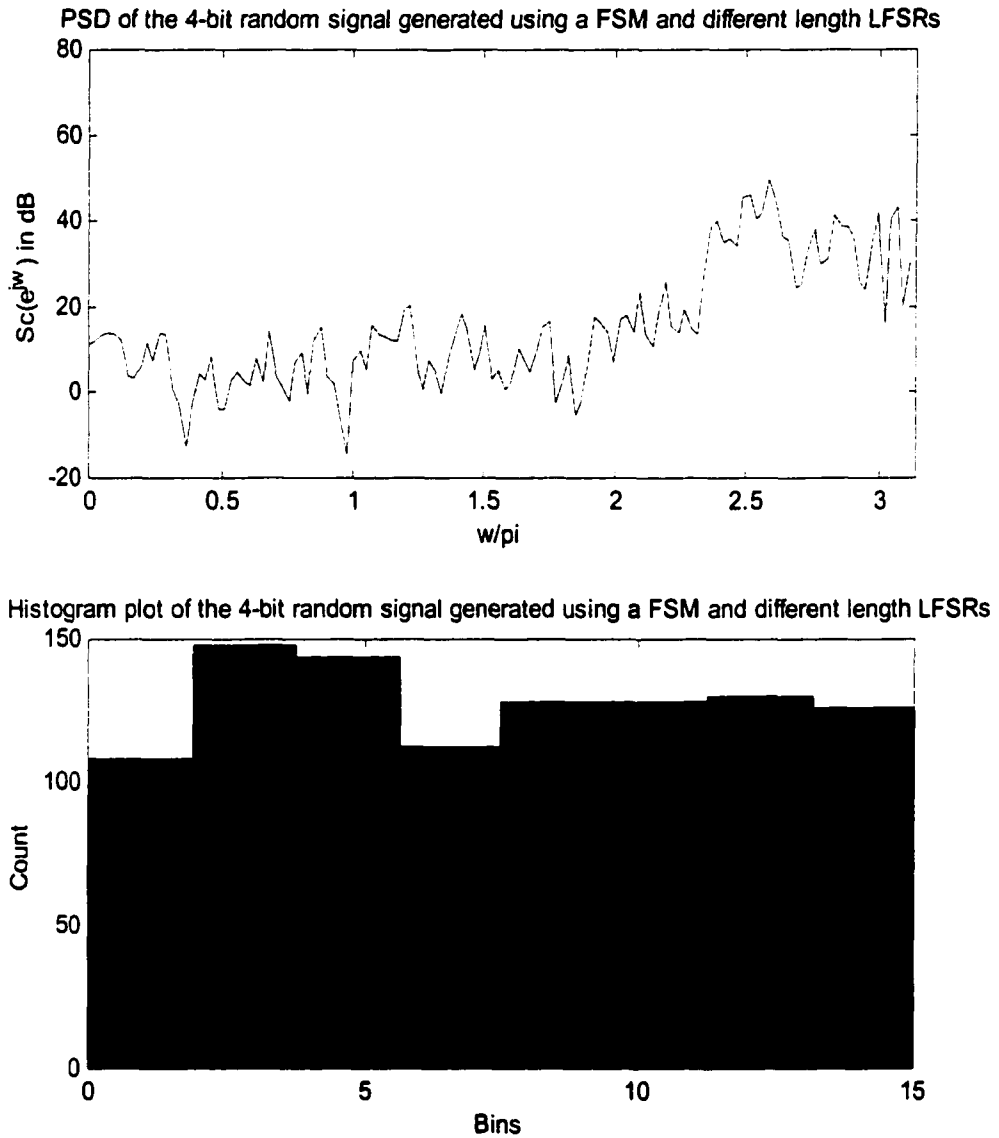 PSD of the 4-bit random signal generated using a FSM and different length LFSRs
80
60
40
20
0
-20
Sc(e^jw) in dB
0 0.5 1 1.5 2 2.5 3
w/pi
Histogram plot of the 4-bit random signal generated using a FSM and different length LFSRs
150
100
50
0
Count
0 5 10 15
Bins